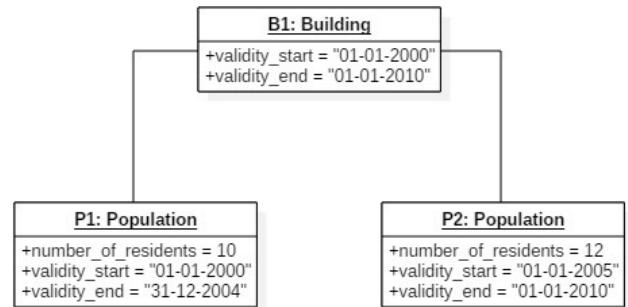 B1: Building
+validity_start = "01-01-2000"
+validity_end = "01-01-2010"
P1: Population
+number_of_residents = 10
+validity_start = "01-01-2000"
+validity_end = "31-12-2004"
P2: Population
+number_of_residents = 12
+validity_start = "01-01-2005"
+validity_end = "01-01-2010"